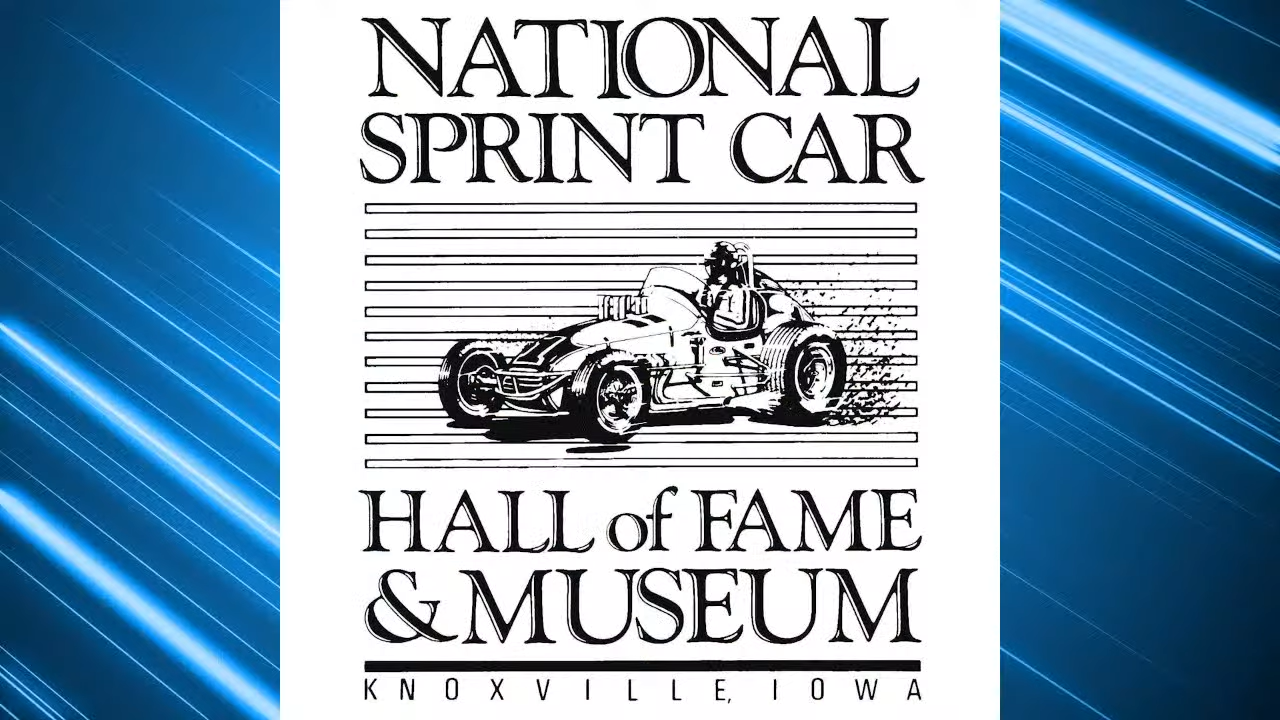 NATIONAL
SPRINT CAR
HALL of FAME
& MUSEUM
KNOXVILLE, IOWA